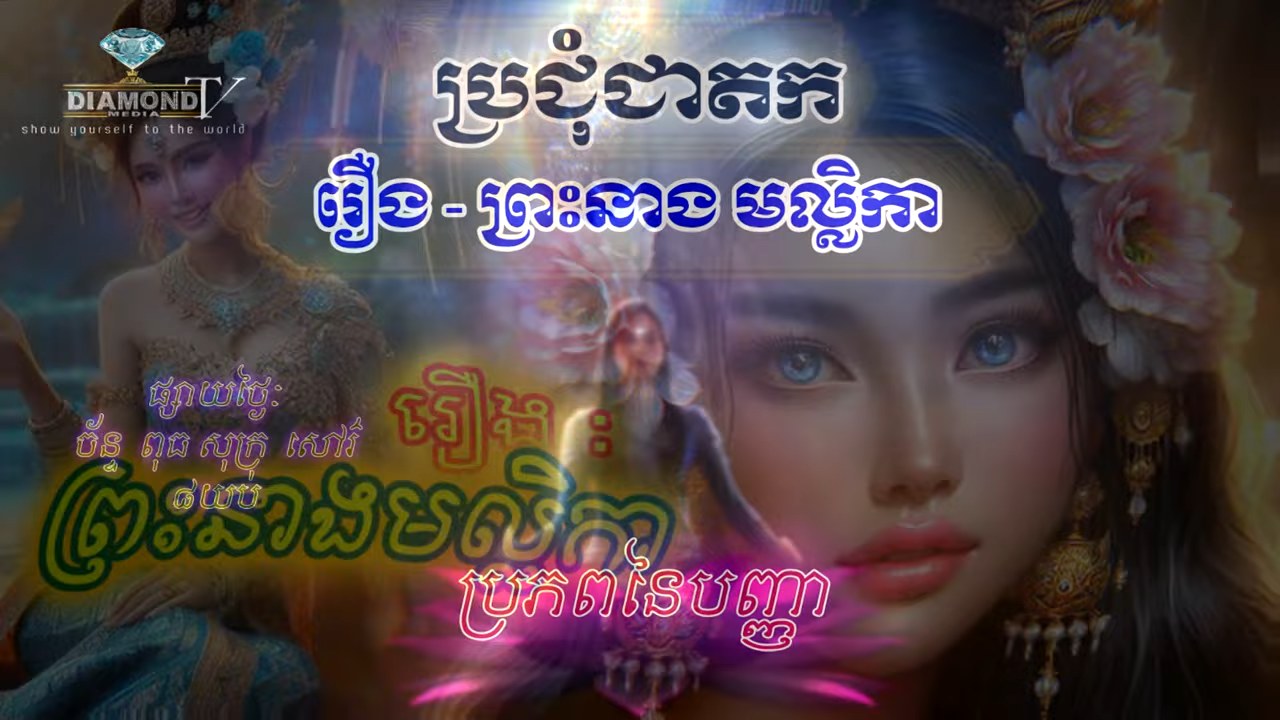 DIAMOND TV
MEDIA
show yourself to the world
ប្រជុំជាតក
រឿង - ព្រះនាង មល្លិកា
ផ្សាយថ្ងៃៈ
ច័ន្ទ ពុធ សុក្រ សៅរ៍
៨យប់
រឿង ៖
ព្រះនាងមលិកា
ប្រភពនៃបញ្ញា